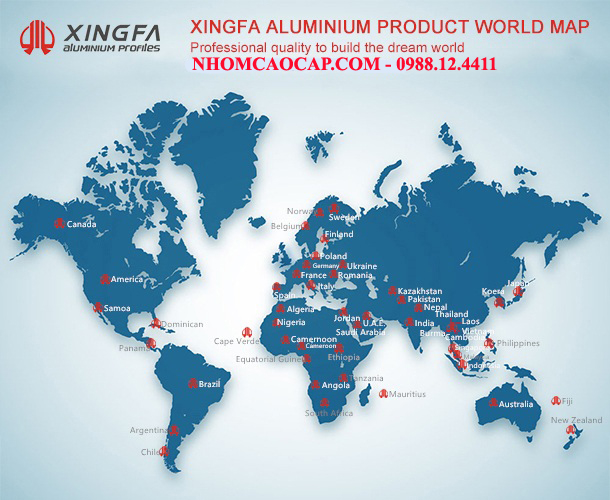 XINGFA
aluminium profiles
XINGFA ALUMINIUM PRODUCT WORLD MAP
Professional quality to build the dream world
NHOMCAOCAP.COM - 0988.12.4411
Canada
America
Samoa
Dominican
Panama
Brazil
Argentina
Chile
Norway
Sweden
Belgium
Finland
Poland
Germany
Ukraine
France
Romania
Spain
Italy
Algeria
Nigeria
Cape Verde
Cameroon
Cameroon
Equatorial Guinea
Ethiopia
Jordan
U.A.E.
Saudi Arabia
Angola
Tanzania
South Africa
Mauritius
Kazakhstan
Pakistan
Nepal
India
Burma
Thailand
Laos
Vietnam
Cambodia
Philippines
Indonesia
Korea
Japan
Australia
Fiji
New Zealand